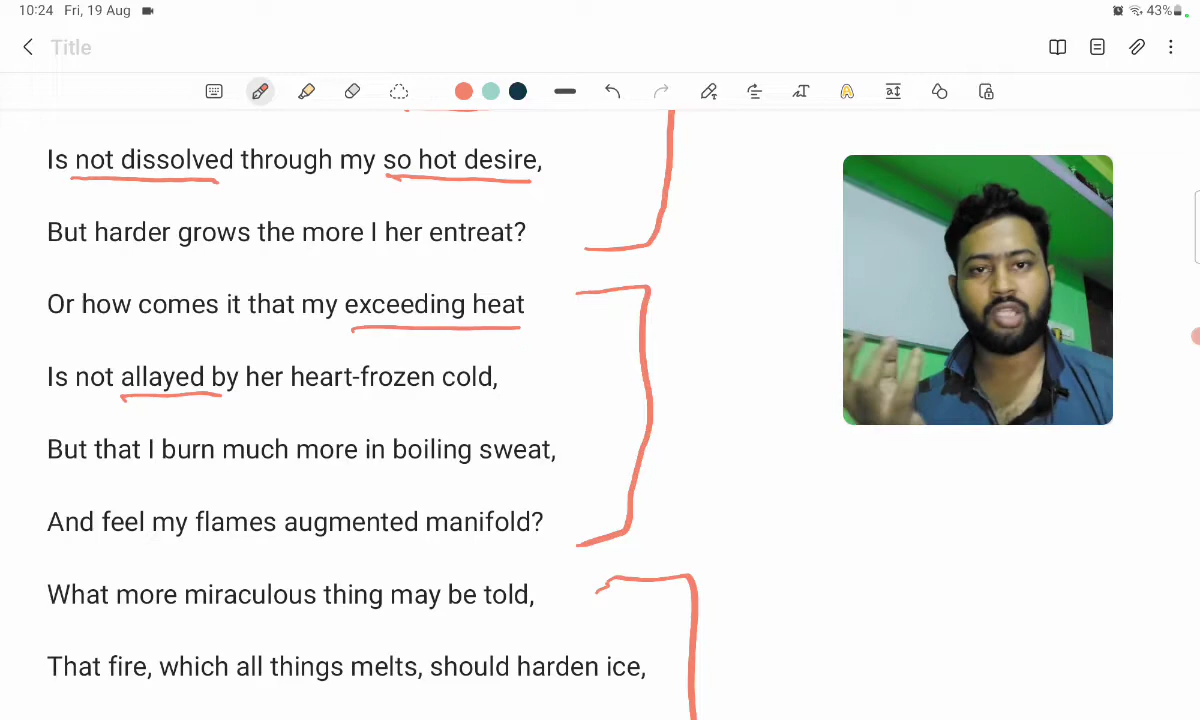 10:24 Fri, 19 Aug
43%
Title
Is not dissolved through my so hot desire,
But harder grows the more I her entreat?
Or how comes it that my exceeding heat
Is not allayed by her heart-frozen cold,
But that I burn much more in boiling sweat,
And feel my flames augmented manifold?
What more miraculous thing may be told,
That fire, which all things melts, should harden ice,